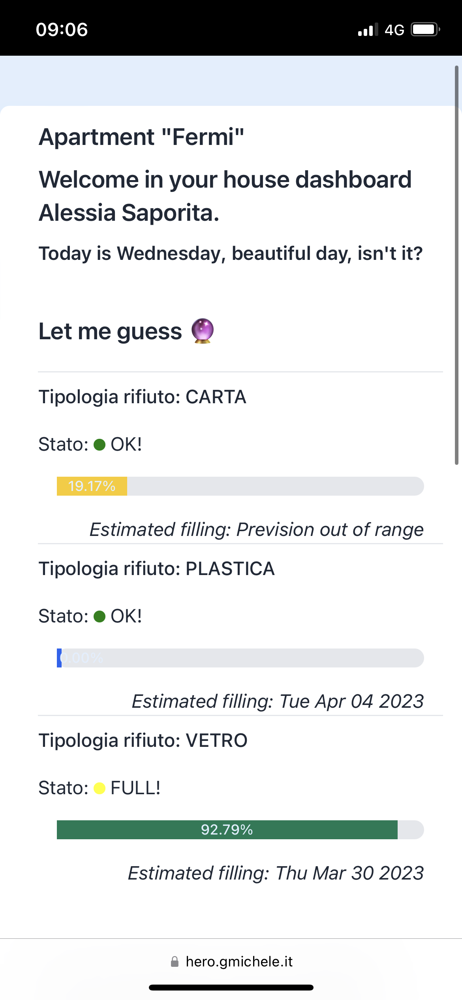 09:06
4G
Apartment "Fermi"
Welcome in your house dashboard
Alessia Saporita.
Today is Wednesday, beautiful day, isn't it?
Let me guess 🔮
Tipologia rifiuto: CARTA
Stato: OK!
19.17%
Estimated filling: Prevision out of range
Tipologia rifiuto: PLASTICA
Stato: OK!
0.00%
Estimated filling: Tue Apr 04 2023
Tipologia rifiuto: VETRO
Stato: FULL!
92.79%
Estimated filling: Thu Mar 30 2023
hero.gmichele.it